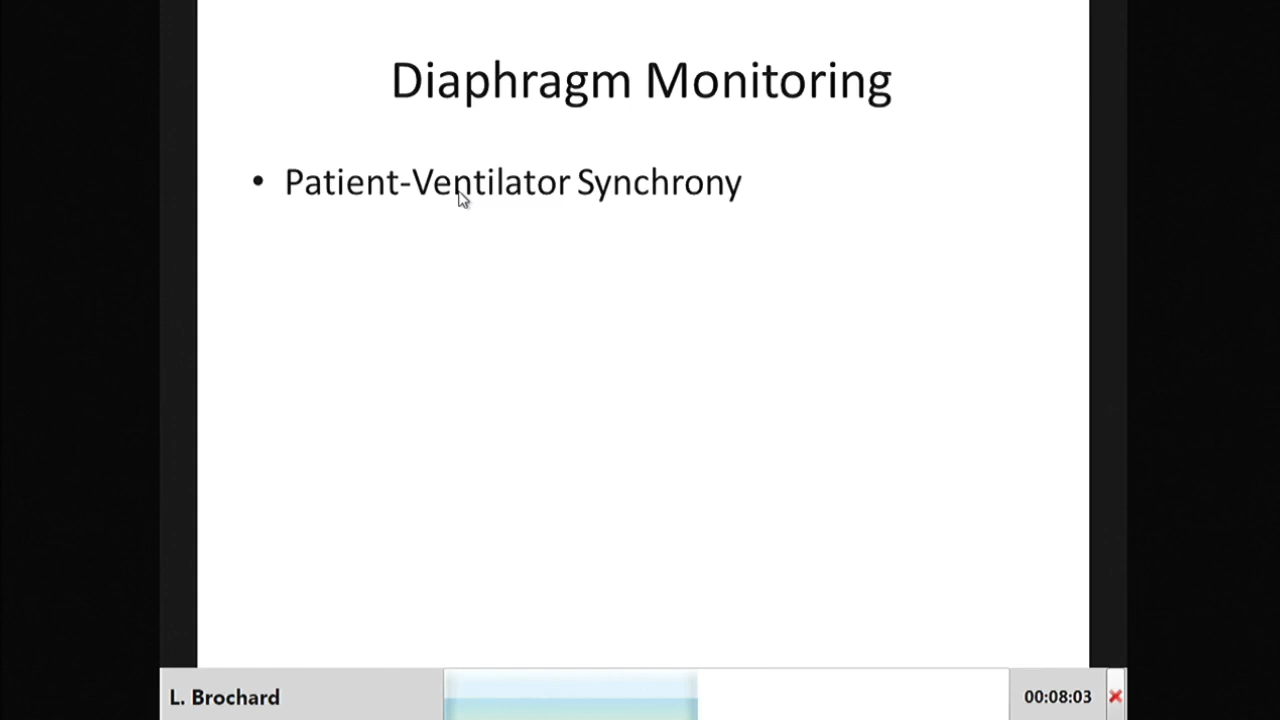 Diaphragm Monitoring
• Patient-Ventilator Synchrony
L. Brochard
00:08:03